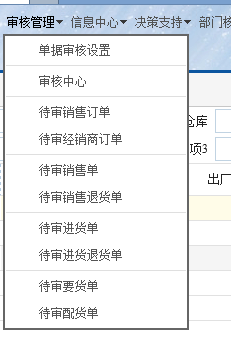 审核管理 信息中心 决策支持 部门核
单据审核设置
审核中心
待审销售订单
仓库
待审经销商订单
项3
待审销售单
出厂
待审销售退货单
待审进货单
待审进货退货单
待审要货单
待审配货单